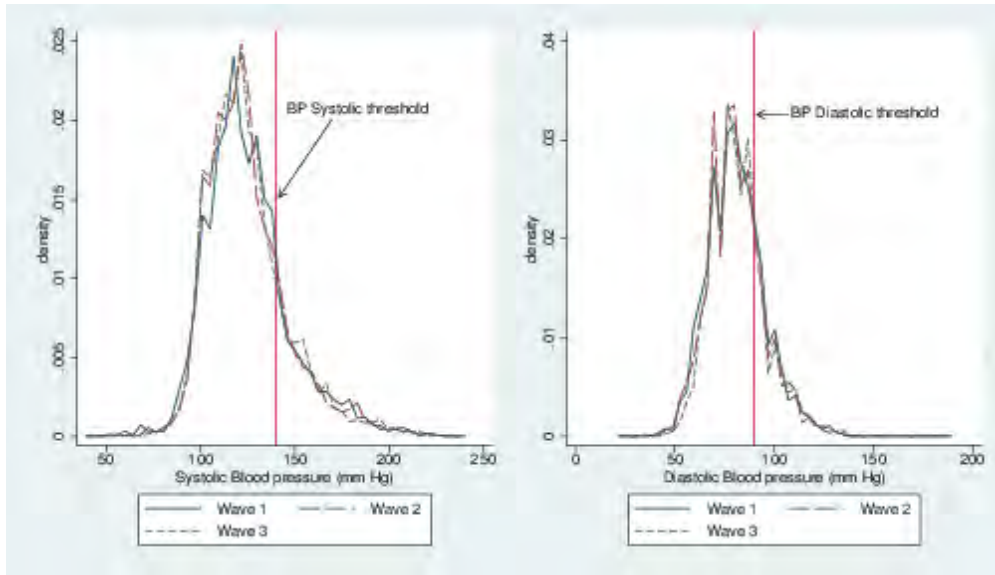 .025
.02
.015
.01
.005
0
density
BP Systolic threshold
50
100
150
200
250
Systolic Blood pressure (mm Hg)
Wave 1
Wave 2
Wave 3
.04
.03
.02
.01
0
density
BP Diastolic threshold
0
50
100
150
200
Diastolic Blood pressure (mm Hg)
Wave 1
Wave 2
Wave 3